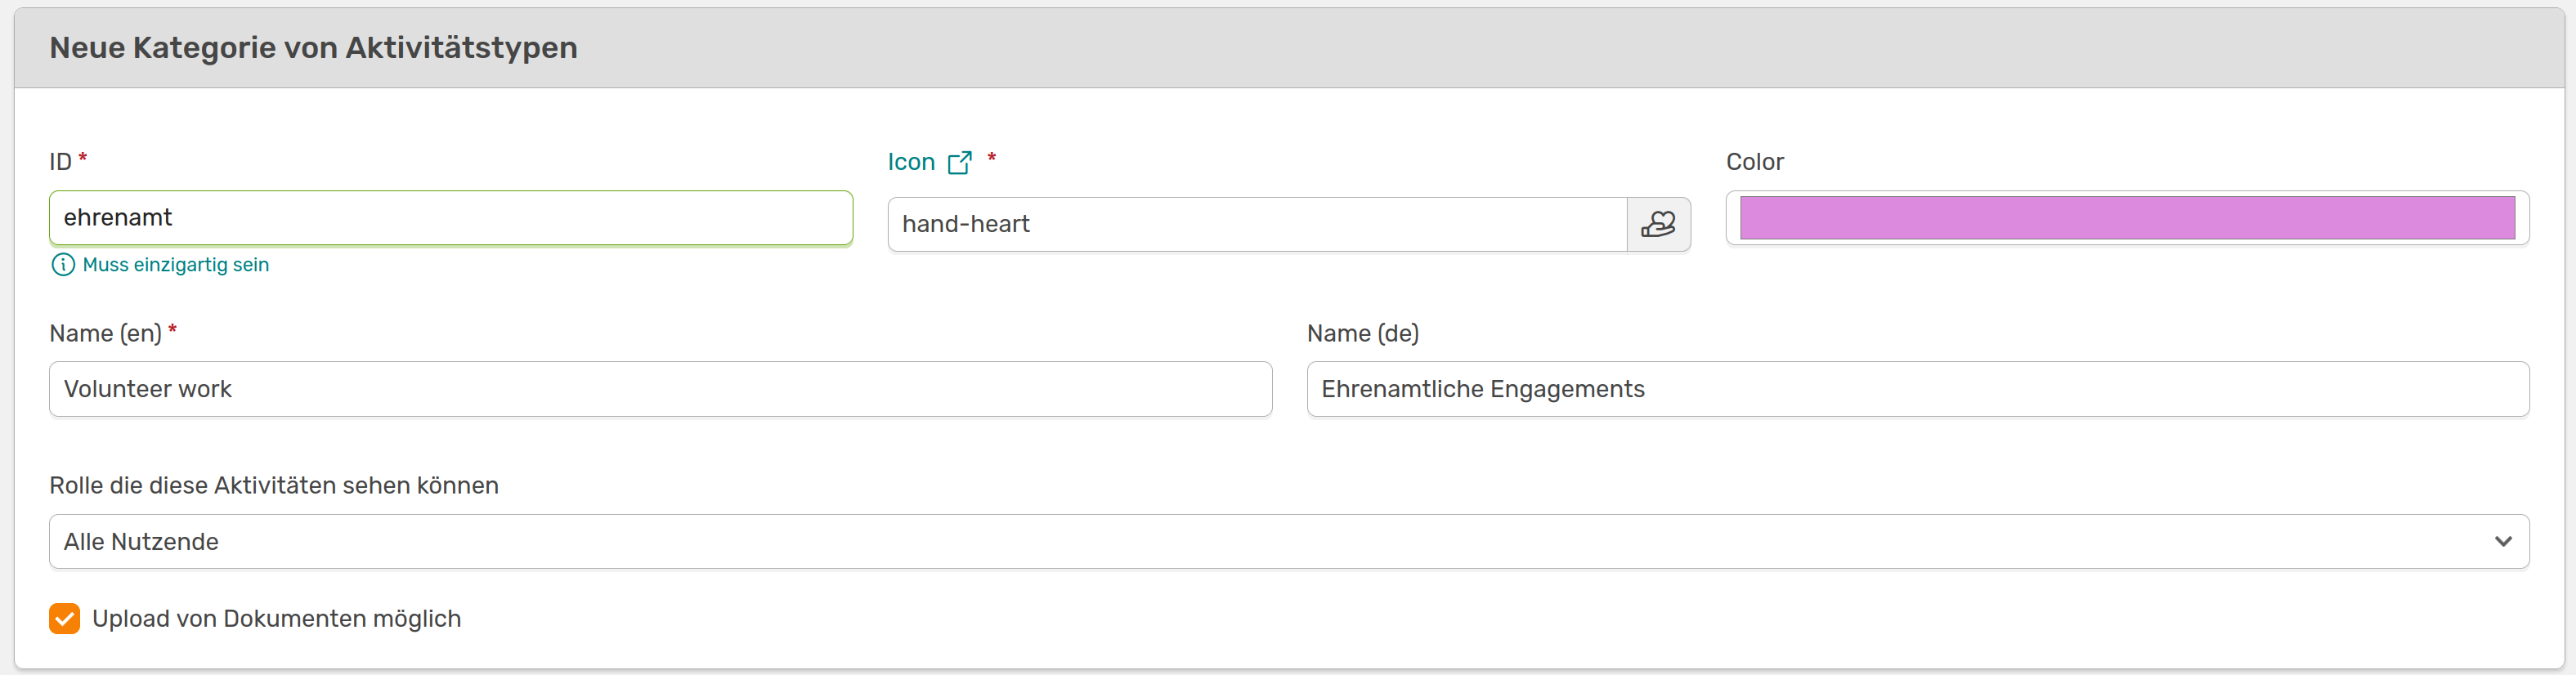 Neue Kategorie von Aktivitätstypen
ID *
Icon *
Color
ehrenamt
hand-heart
Muss einzigartig sein
Name (en) *
Name (de)
Volunteer work
Ehrenamtliche Engagements
Rolle die diese Aktivitäten sehen können
Alle Nutzende
Upload von Dokumenten möglich